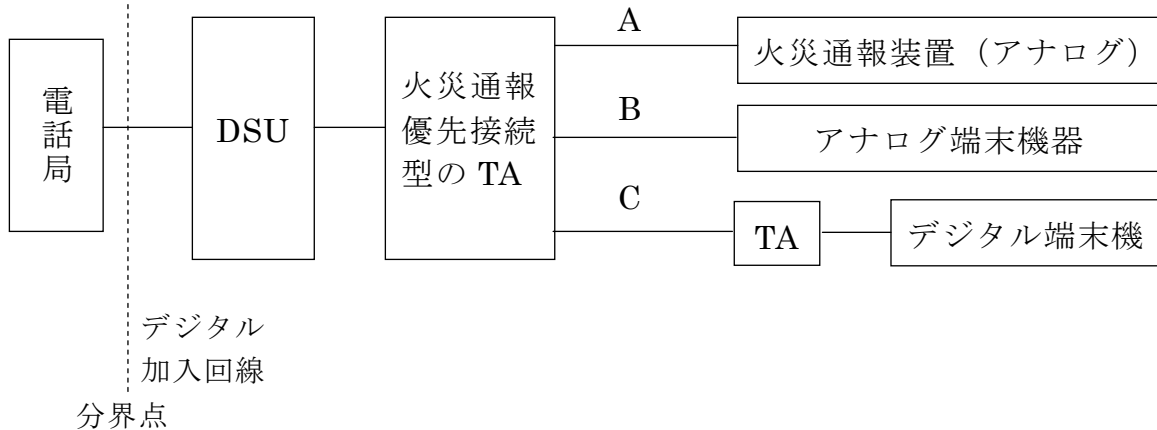 電話局
DSU
火災通報
優先接続
型の TA
A
火災通報装置（アナログ）
B
アナログ端末機器
C
TA
デジタル端末機
デジタル
加入回線
分界点